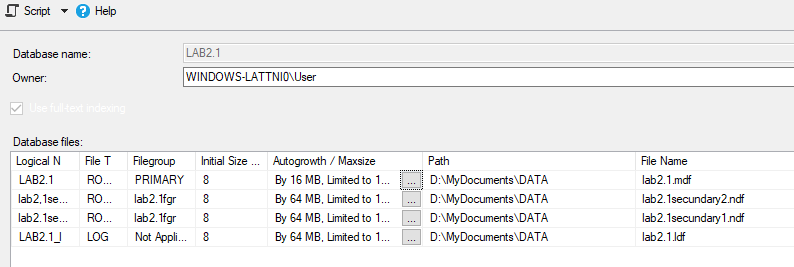 Script Help
Database name: LAB2.1
Owner: WINDOWS-LATTNI0\User
Use full-text indexing
Database files:
Logical N File T Filegroup Initial Size ... Autogrowth / Maxsize Path File Name
LAB2.1 RO... PRIMARY 8 By 16 MB, Limited to 1... ... D:\MyDocuments\DATA lab2.1.mdf
lab2,1se... RO... lab2.1fgr 8 By 64 MB, Limited to 1... ... D:\MyDocuments\DATA lab2.1secundary2.ndf
lab2.1se... RO... lab2.1fgr 8 By 64 MB, Limited to 1... ... D:\MyDocuments\DATA lab2.1secundary1.ndf
LAB2.1_l LOG Not Appli... 8 By 64 MB, Limited to 1... ... D:\MyDocuments\DATA lab2.1.ldf